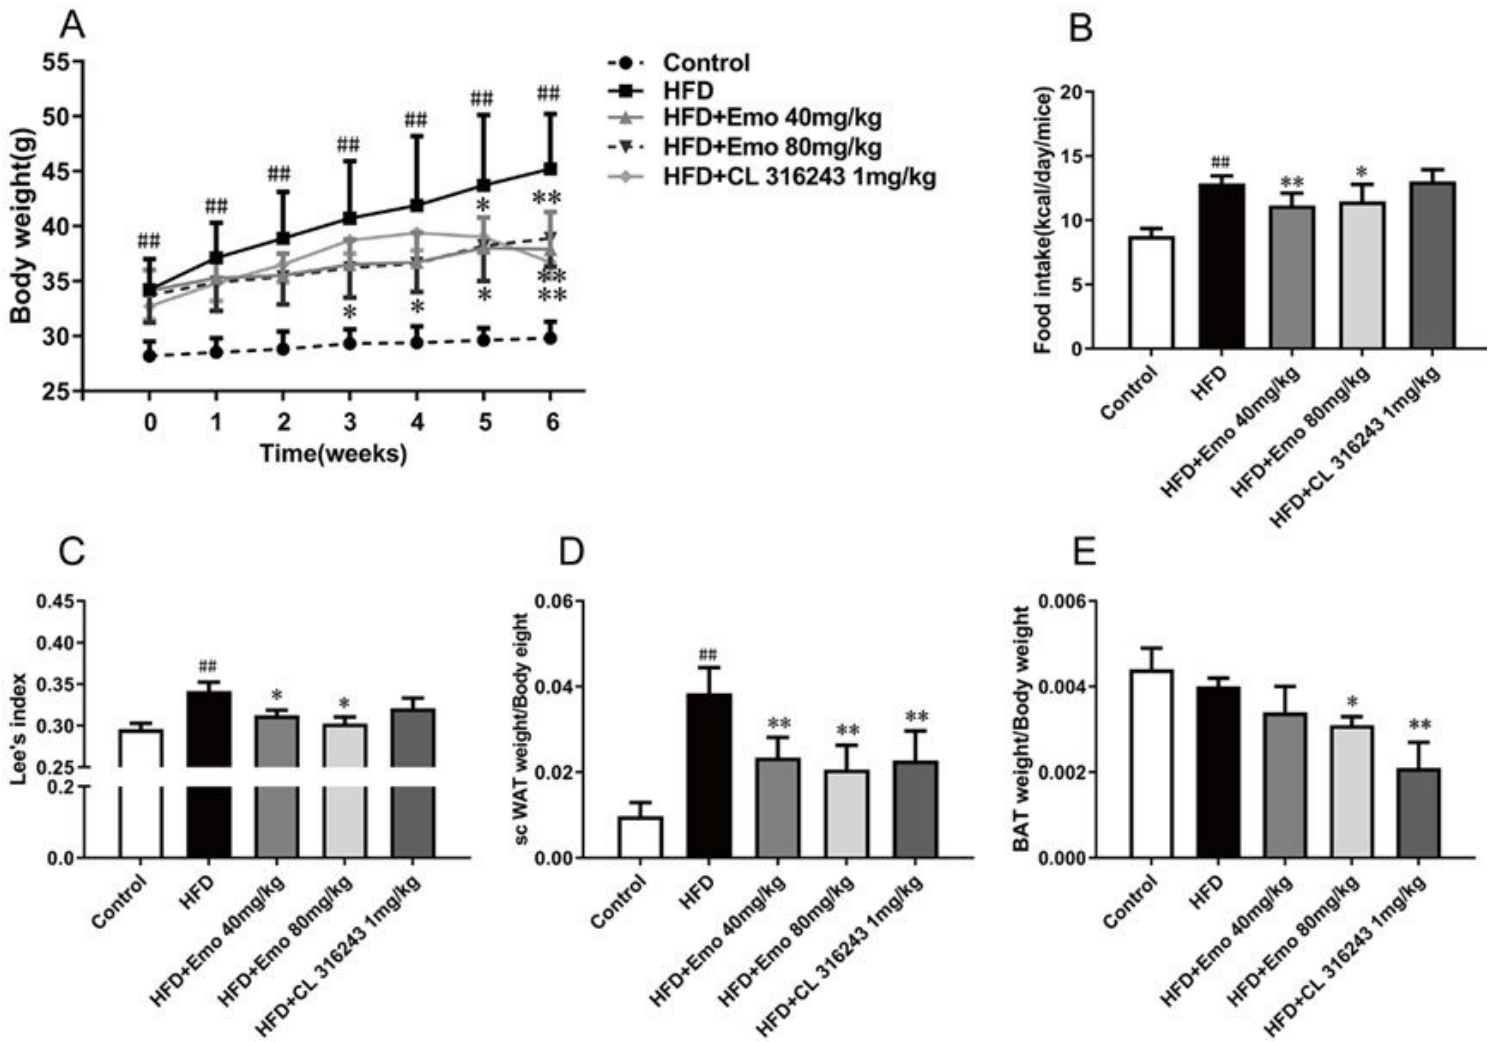 A
55
50
45
40
35
30
25
Body weight(g)
##
##
##
##
##
##
##
*
**
*
*
*
**
**
0 1 2 3 4 5 6
Time(weeks)
Control
HFD
HFD+Emo 40mg/kg
HFD+Emo 80mg/kg
HFD+CL 316243 1mg/kg
B
20
15
10
5
0
Food intake(kcal/day/mice)
##
**
*
Control
HFD
HFD+Emo 40mg/kg
HFD+Emo 80mg/kg
HFD+CL 316243 1mg/kg
C
0.45
0.40
0.35
0.30
0.25
0.2
0.0
Lee's index
##
*
*
Control
HFD
HFD+Emo 40mg/kg
HFD+Emo 80mg/kg
HFD+CL 316243 1mg/kg
D
0.06
0.04
0.02
0.00
sc WAT weight/Body eight
##
**
**
**
Control
HFD
HFD+Emo 40mg/kg
HFD+Emo 80mg/kg
HFD+CL 316243 1mg/kg
E
0.006
0.004
0.002
0.000
BAT weight/Body weight
*
**
Control
HFD
HFD+Emo 40mg/kg
HFD+Emo 80mg/kg
HFD+CL 316243 1mg/kg